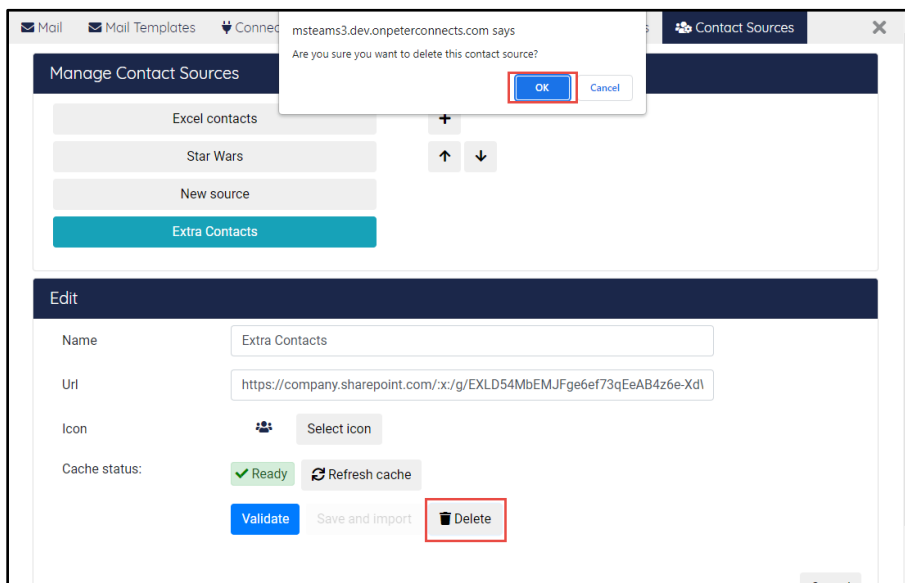 Mail Mail Templates Connec s Contact Sources
msteams3.dev.onpeterconnects.com says
Are you sure you want to delete this contact source?
OK Cancel
Manage Contact Sources
Excel contacts
Star Wars
New source
Extra Contacts
Edit
Name Extra Contacts
Url https://company.sharepoint.com/:x:/g/EXLD54MbEMJFge6ef73qEeAB4z6e-Xd\
Icon Select icon
Cache status: Ready Refresh cache
Validate Save and import Delete